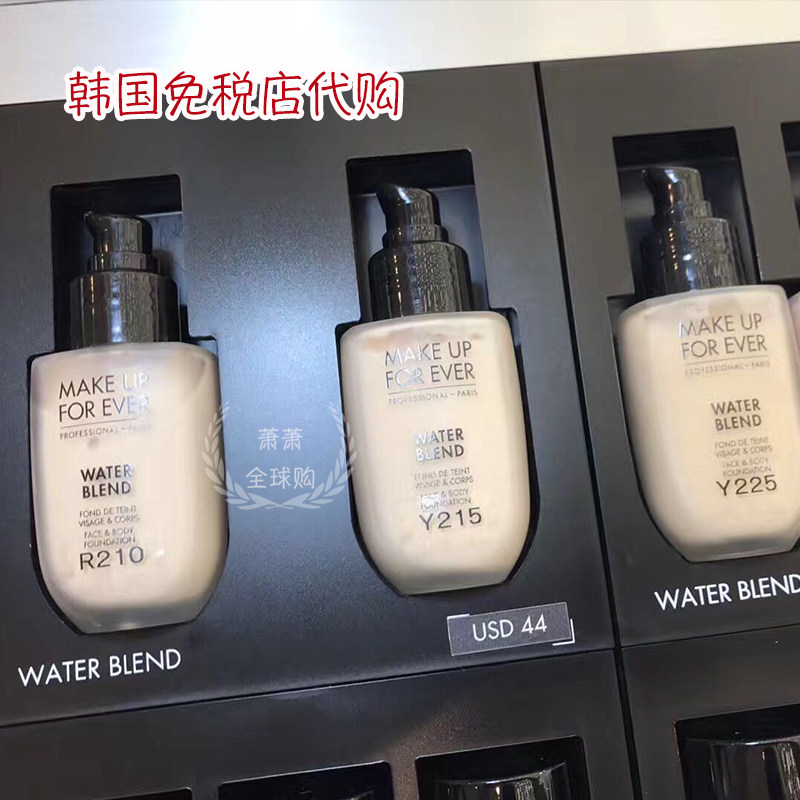 韩国免税店代购
MAKE UP
FOR EVER
PROFESSIONAL – PARIS
WATER
BLEND
FOND DE TEINT
VISAGE & CORPS
FACE & BODY
FOUNDATION
R210
WATER BLEND
MAKE UP
FOR EVER
PROFESSIONAL – PARIS
WATER
BLEND
FOND DE TEINT
VISAGE & CORPS
FACE & BODY
FOUNDATION
Y215
USD 44
MAKE UP
FOR EVER
PROFESSIONAL – PARIS
WATER
BLEND
FOND DE TEINT
VISAGE & CORPS
FACE & BODY
FOUNDATION
Y225
WATER BLEND
萧萧
全球购